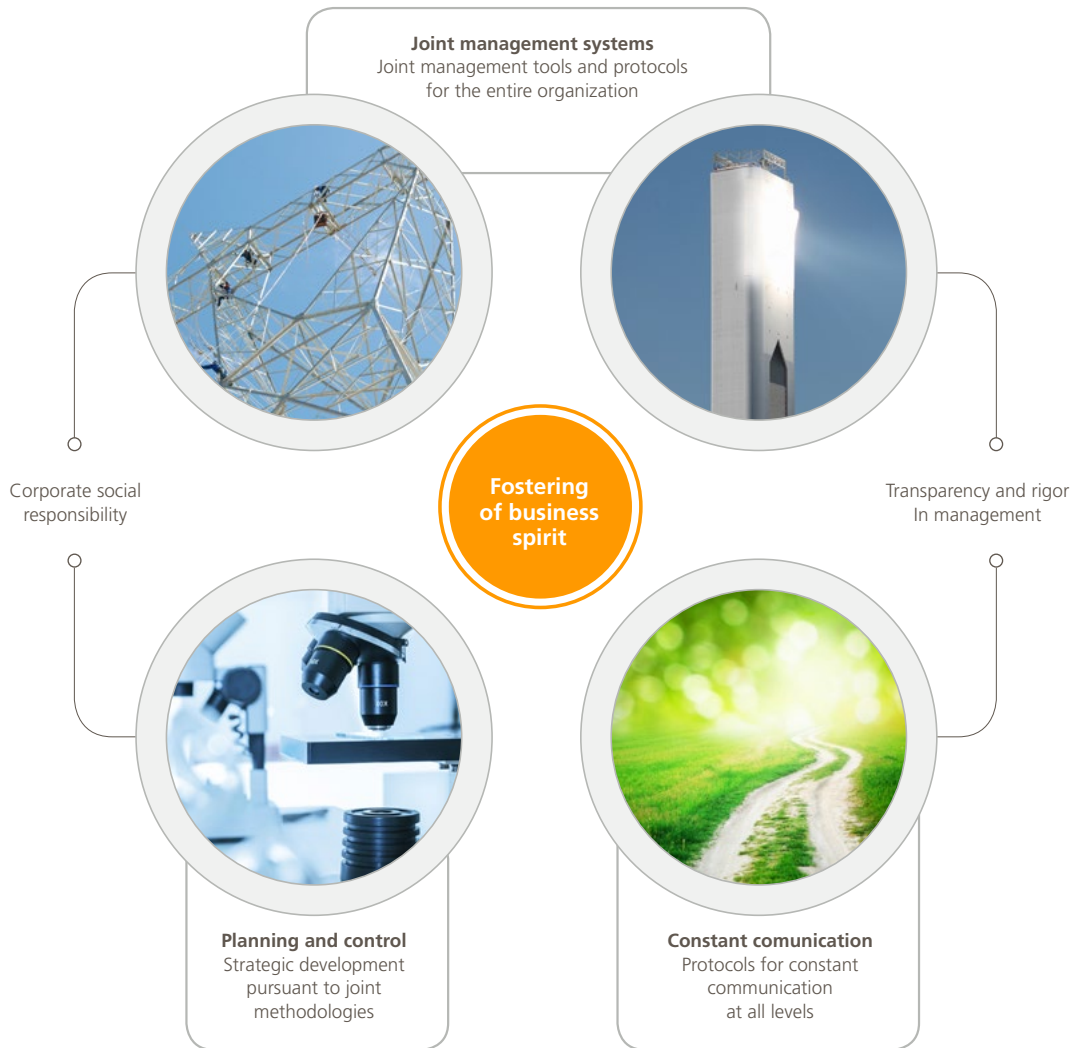 Joint management systems
Joint management tools and protocols
for the entire organization
Corporate social
responsibility
Fostering
of business
spirit
Transparency and rigor
In management
10X
Planning and control
Strategic development
pursuant to joint
methodologies
Constant comunication
Protocols for constant
communication
at all levels